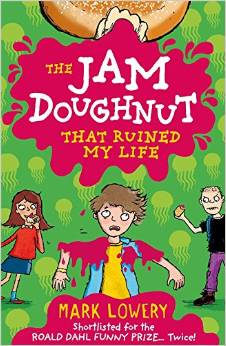 THE
JAM
DOUGHNUT
THAT RUINED
MY LIFE
MARK LOWERY
Shortlisted for the
ROALD DAHL FUNNY PRIZE... Twice!